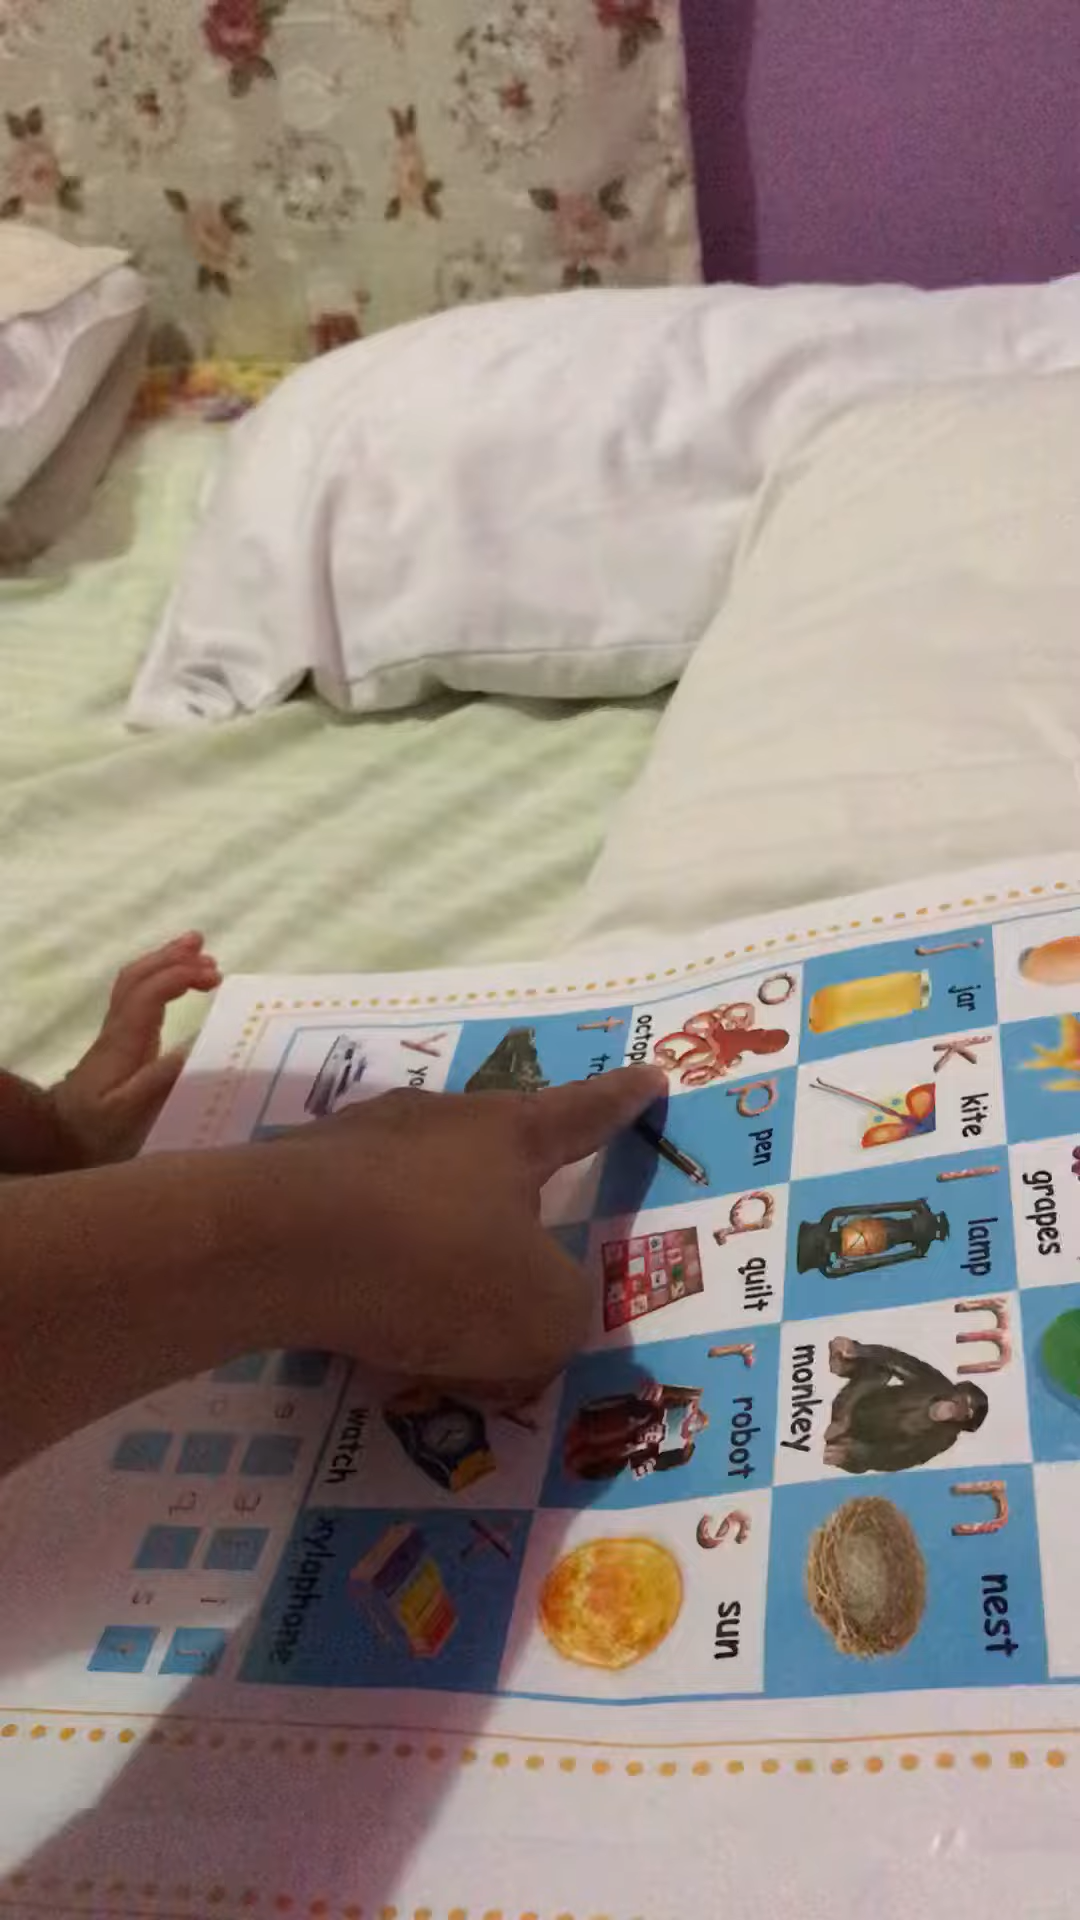 grapes
j jar
k kite
l lamp
m monkey
n nest
o
p pen
q quilt
r robot
s sun
t
watch
x xylophone
y